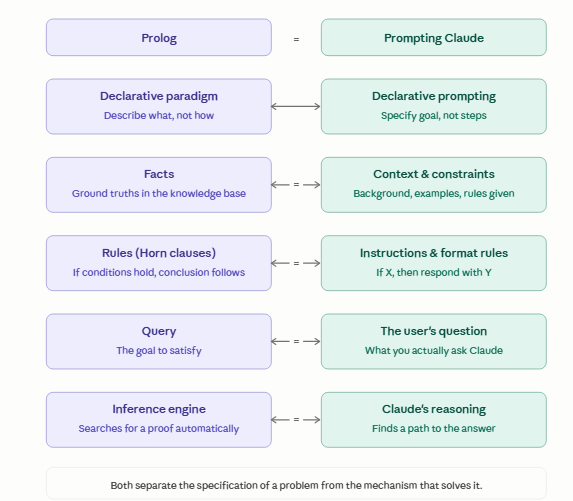 Prolog
=
Prompting Claude
Declarative paradigm
Describe what, not how
Declarative prompting
Specify goal, not steps
Facts
Ground truths in the knowledge base
=
Context & constraints
Background, examples, rules given
Rules (Horn clauses)
If conditions hold, conclusion follows
=
Instructions & format rules
If X, then respond with Y
Query
The goal to satisfy
=
The user's question
What you actually ask Claude
Inference engine
Searches for a proof automatically
=
Claude's reasoning
Finds a path to the answer
Both separate the specification of a problem from the mechanism that solves it.